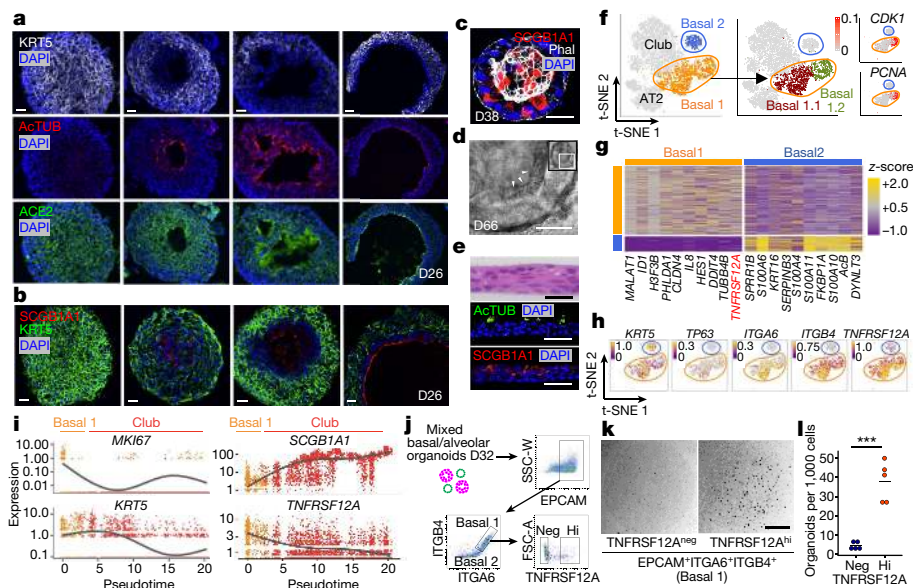 a
KRT5
DAPI
AcTUB
DAPI
ACE2
DAPI
D26
b
SCGB1A1
KRT5
DAPI
D26
c
SCGB1A1
Phal
DAPI
D38
d
D66
e
AcTUB DAPI
SCGB1A1 DAPI
f
Club
Basal 2
AT2
Basal 1
t-SNE 2
t-SNE 1
Basal 1.1
Basal
1.2
0.1
0
CDK1
PCNA
g
Basal1 Basal2
z-score
+2.0
0
−1.0
MALAT1
ID1
H3F3B
PHLDA1
CLDN4
IL8
HES1
DDIT4
TUBB4B
TNFRSF12A
SPRR1B
S100A6
KRT16
SERPINB3
S100A4
S100A11
FKBP1A
S100A10
AcB
DYNLT3
h
KRT5 TP63 ITGA6 ITGB4 TNFRSF12A
1.0 0.3 0.3 0.75 1.0
0 0 0 0 0
t-SNE 2
t-SNE 1
i
Basal 1 Club Basal 1 Club
MKI67 SCGB1A1
10.00
1.00
0.10
0.01
100
10
1
KRT5 TNFRSF12A
10.0
1.0
0.1
10
3
1
Expression
0 5 10 15 20 0 5 10 15 20
Pseudotime Pseudotime
j
Mixed
basal/alveolar
organoids D32
SSC-W
EPCAM
ITGB4
Basal 1
Basal 2
ITGA6
FSC-A
Neg Hi
TNFRSF12A
k
TNFRSF12Aneg TNFRSF12Ahi
EPCAM+ITGA6+ITGB4+
(Basal 1)
l
***
Organoids per 1,000 cells
50
40
30
20
10
0
Neg Hi
TNFRSF12A